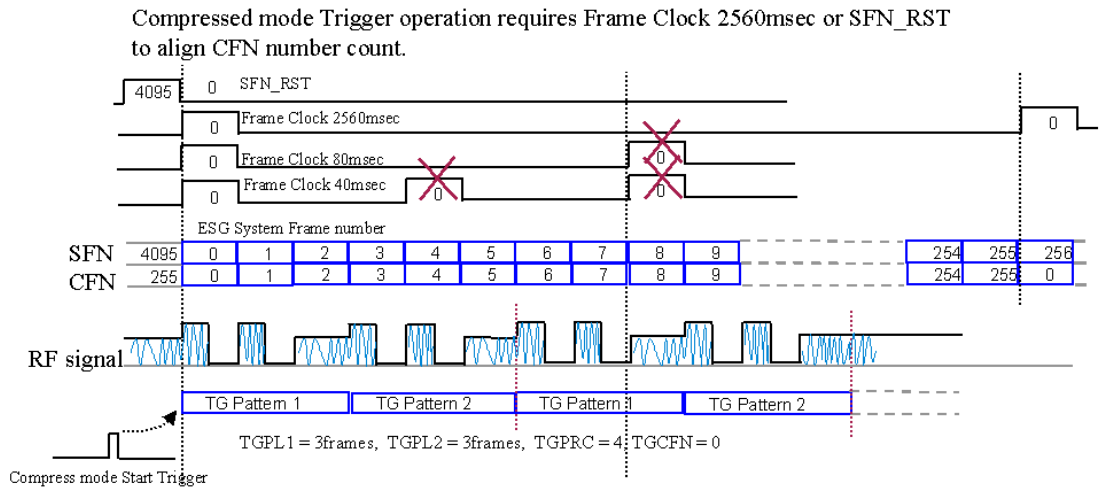 Compressed mode Trigger operation requires Frame Clock 2560msec or SFN_RST
to align CFN number count.
4095 0 SFN_RST
0 Frame Clock 2560msec 0
0 Frame Clock 80msec 0
0 Frame Clock 40msec 0 0
ESG System Frame number
SFN 4095 0 1 2 3 4 5 6 7 8 9 254 255 256
CFN 255 0 1 2 3 4 5 6 7 8 9 254 255 0
RF signal
TG Pattern 1 TG Pattern 2 TG Pattern 1 TG Pattern 2
TGPL1 = 3frames, TGPL2 = 3frames, TGPRC = 4, TGCFN = 0
Compress mode Start Trigger